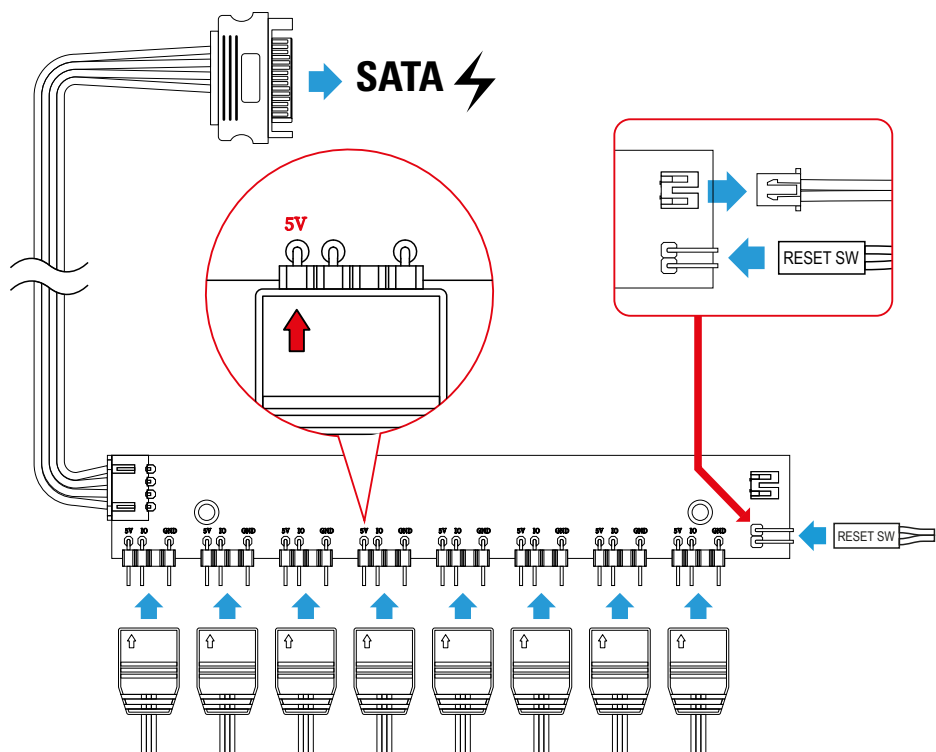 SATA
5V
RESET SW
5V IO GND 5V IO GND 5V IO GND 5V IO GND 5V IO GND 5V IO GND 5V IO GND 5V IO GND
RESET SW